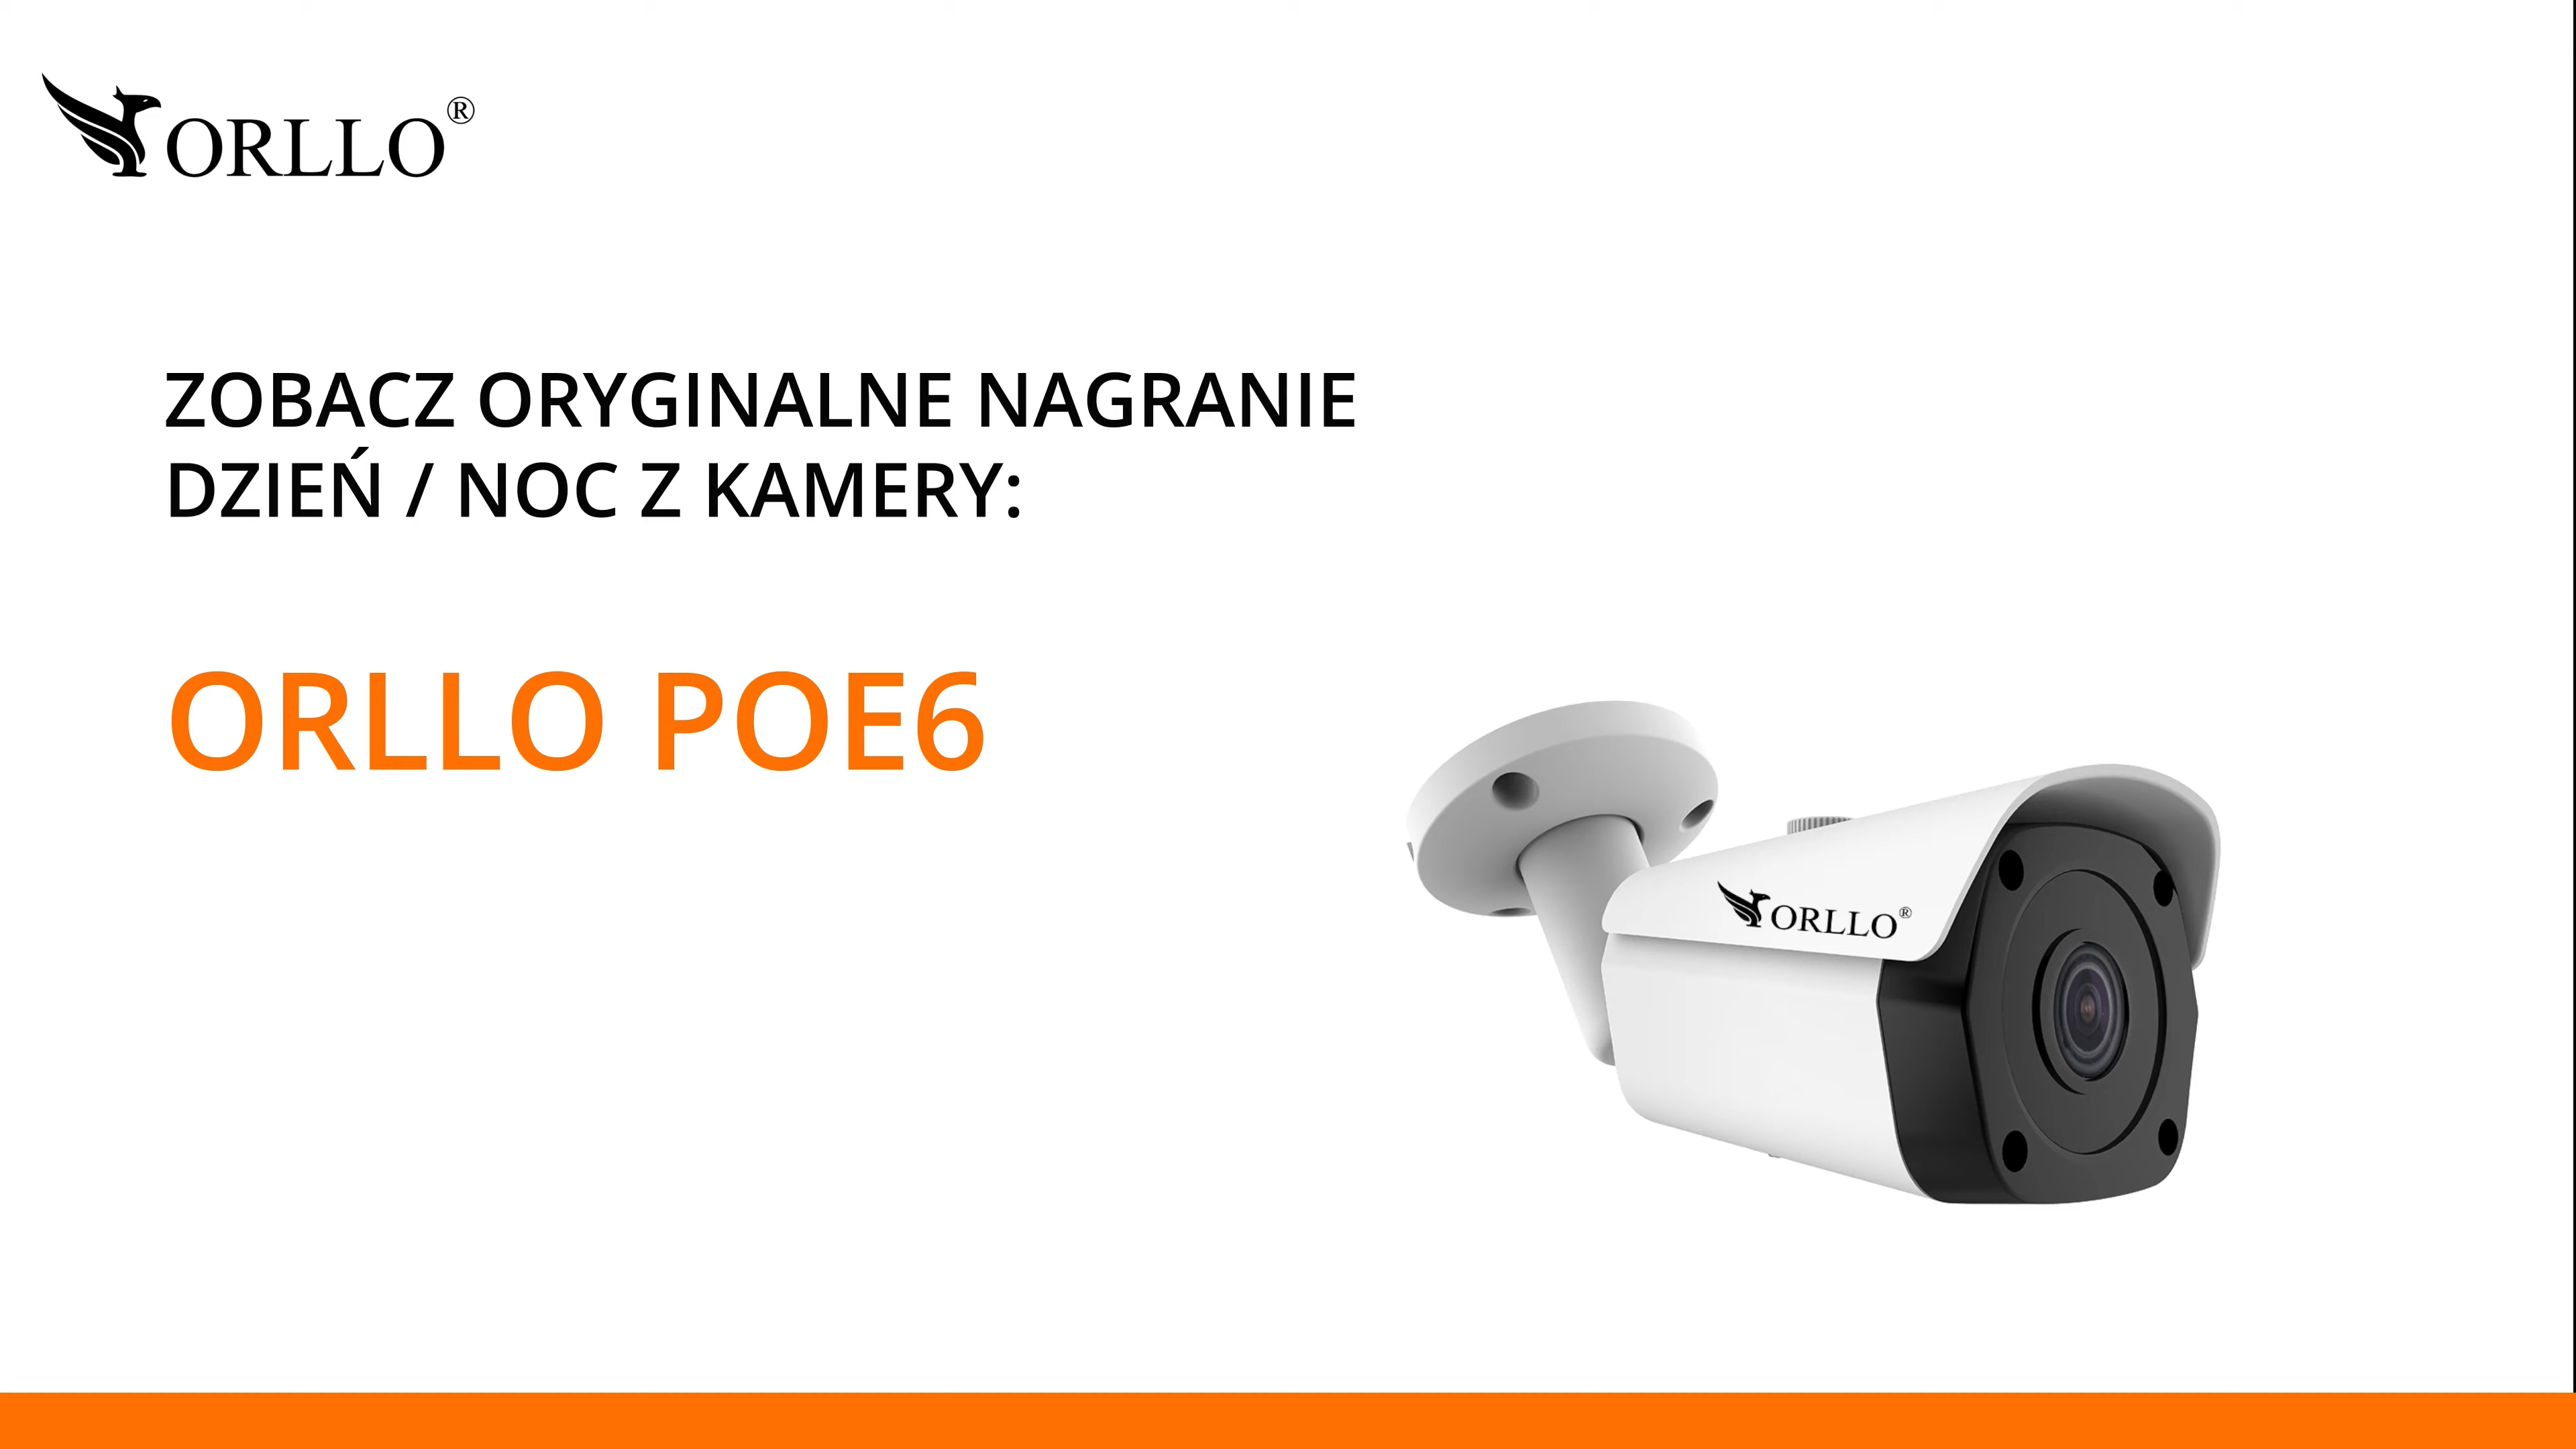 ORLLO®
ZOBACZ ORYGINALNE NAGRANIE
DZIEŃ / NOC Z KAMERY:
ORLLO POE6
ORLLO®